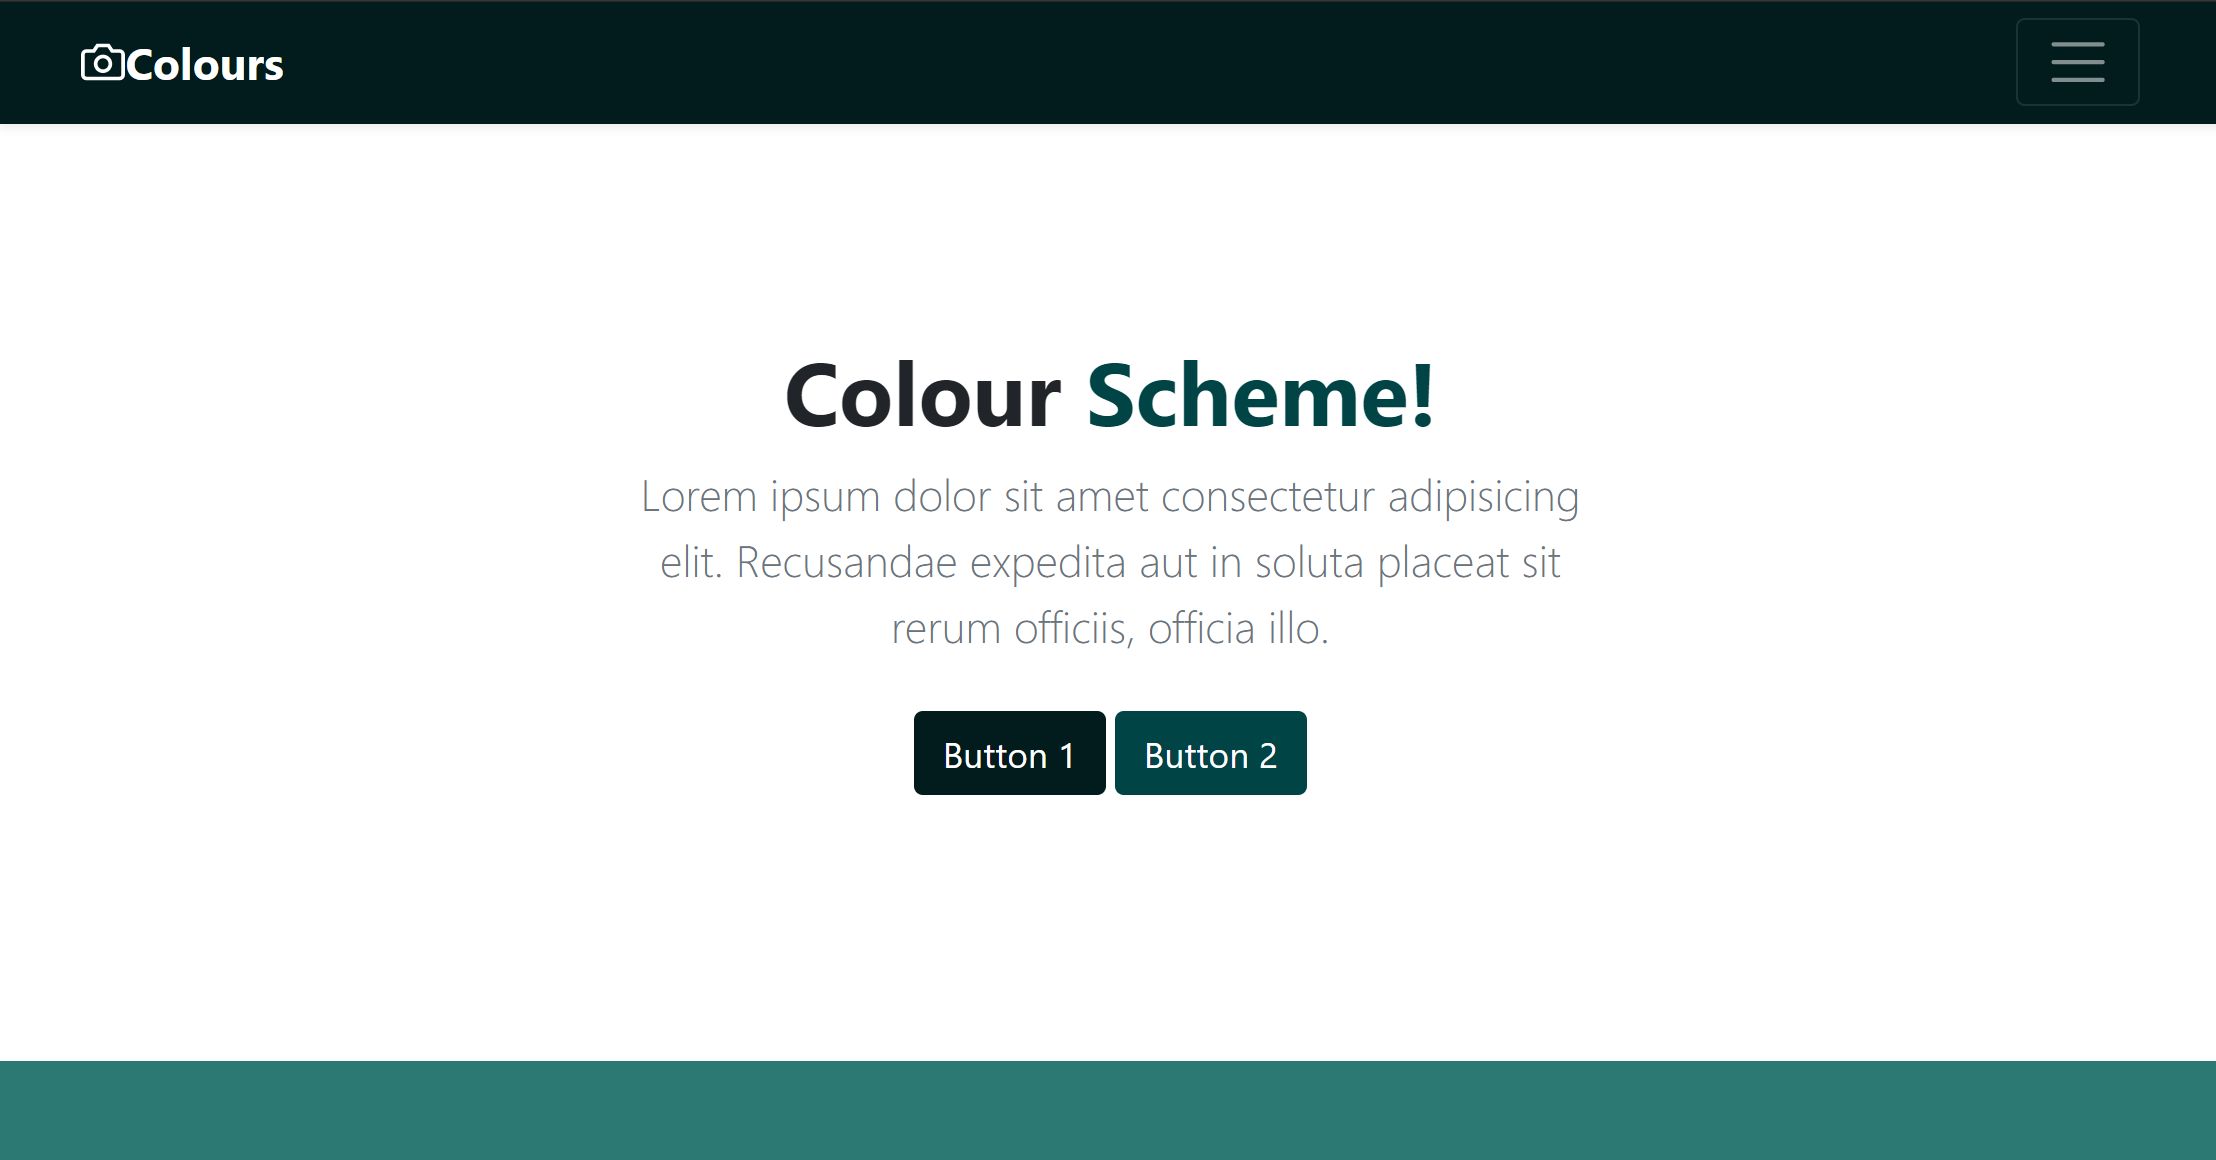 Colours
Colour Scheme!
Lorem ipsum dolor sit amet consectetur adipisicing
elit. Recusandae expedita aut in soluta placeat sit
rerum officiis, officia illo.
Button 1 Button 2